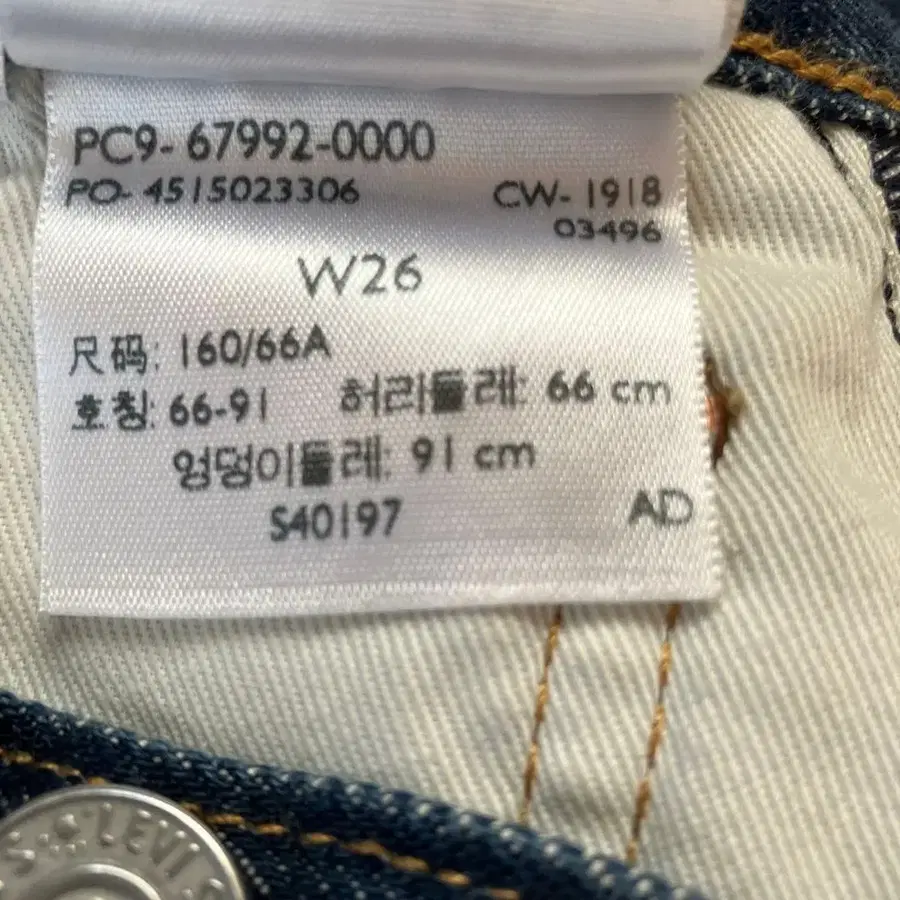 PC9- 67992-0000
PO- 4515023306 CW- 1918
03496
W26
尺码: 160/66A
호칭: 66-91 허리둘레: 66 cm
엉덩이둘레: 91 cm
S40197 AD
LEVI S